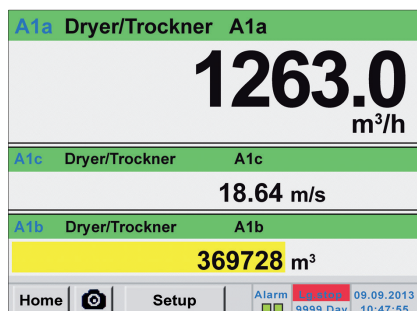 A1a Dryer/Trockner A1a
1263.0
m³/h
A1c Dryer/Trockner A1c
18.64 m/s
A1b Dryer/Trockner A1b
369728 m³
Home Setup Alarm 09.09.2013
9999 Day 10:47:55